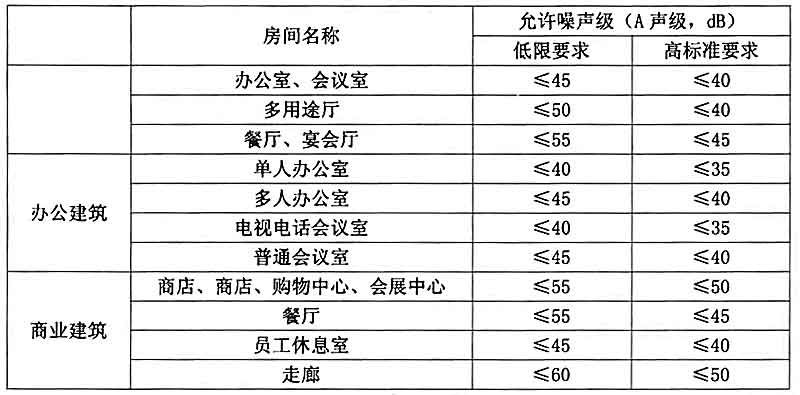 房间名称 允许噪声级（A 声级，dB）
低限要求 高标准要求
办公室、会议室 ≤45 ≤40
多用途厅 ≤50 ≤40
餐厅、宴会厅 ≤55 ≤45
办公建筑
单人办公室 ≤40 ≤35
多人办公室 ≤45 ≤40
电视电话会议室 ≤40 ≤35
普通会议室 ≤45 ≤40
商业建筑
商店、商店、购物中心、会展中心 ≤55 ≤50
餐厅 ≤55 ≤45
员工休息室 ≤45 ≤40
走廊 ≤60 ≤50